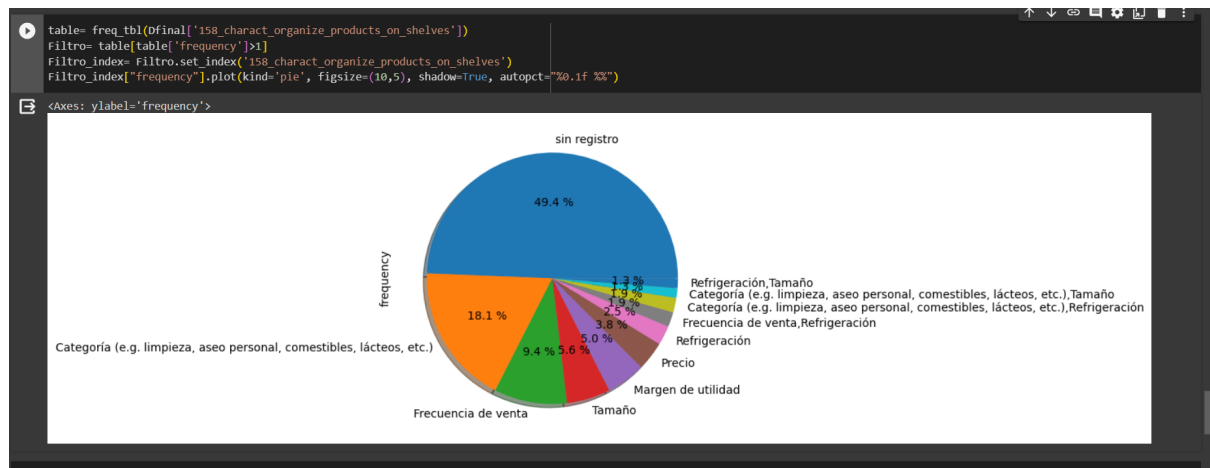 table= freq_tbl(Dfinal['158_charact_organize_products_on_shelves'])
Filtro= table[table['frequency']>1]
Filtro_index= Filtro.set_index('158_charact_organize_products_on_shelves')
Filtro_index["frequency"].plot(kind='pie', figsize=(10,5), shadow=True, autopct="%0.1f %%")
<Axes: ylabel='frequency'>
sin registro
49.4 %
frequency
1.3 %
Refrigeración,Tamaño
Categoría (e.g. limpieza, aseo personal, comestibles, lácteos, etc.),Tamaño
1.9 %
Categoría (e.g. limpieza, aseo personal, comestibles, lácteos, etc.),Refrigeración
1.9 %
2.5 %
Frecuencia de venta,Refrigeración
18.1 %
3.8 %
Refrigeración
5.0 %
Categoría (e.g. limpieza, aseo personal, comestibles, lácteos, etc.)
9.4 %
5.6 %
Precio
Margen de utilidad
Frecuencia de venta
Tamaño